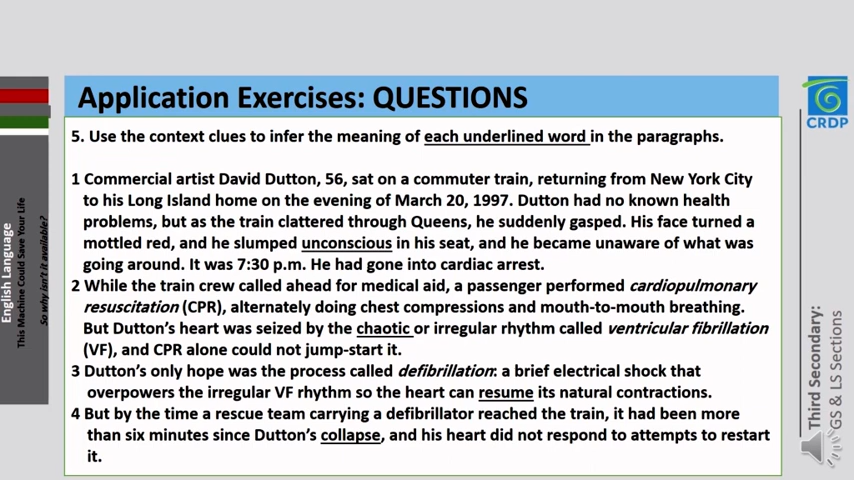 Application Exercises: QUESTIONS
CRDP
5. Use the context clues to infer the meaning of each underlined word in the paragraphs.
1 Commercial artist David Dutton, 56, sat on a commuter train, returning from New York City
to his Long Island home on the evening of March 20, 1997. Dutton had no known health
problems, but as the train clattered through Queens, he suddenly gasped. His face turned a
mottled red, and he slumped unconscious in his seat, and he became unaware of what was
going around. It was 7:30 p.m. He had gone into cardiac arrest.
2 While the train crew called ahead for medical aid, a passenger performed cardiopulmonary
resuscitation (CPR), alternately doing chest compressions and mouth-to-mouth breathing.
But Dutton's heart was seized by the chaotic or irregular rhythm called ventricular fibrillation
(VF), and CPR alone could not jump-start it.
3 Dutton's only hope was the process called defibrillation: a brief electrical shock that
overpowers the irregular VF rhythm so the heart can resume its natural contractions.
4 But by the time a rescue team carrying a defibrillator reached the train, it had been more
than six minutes since Dutton's collapse, and his heart did not respond to attempts to restart
it.
English Language
This Machine Could Save Your Life
So why isn't it available?
Third Secondary:
GS & LS Sections